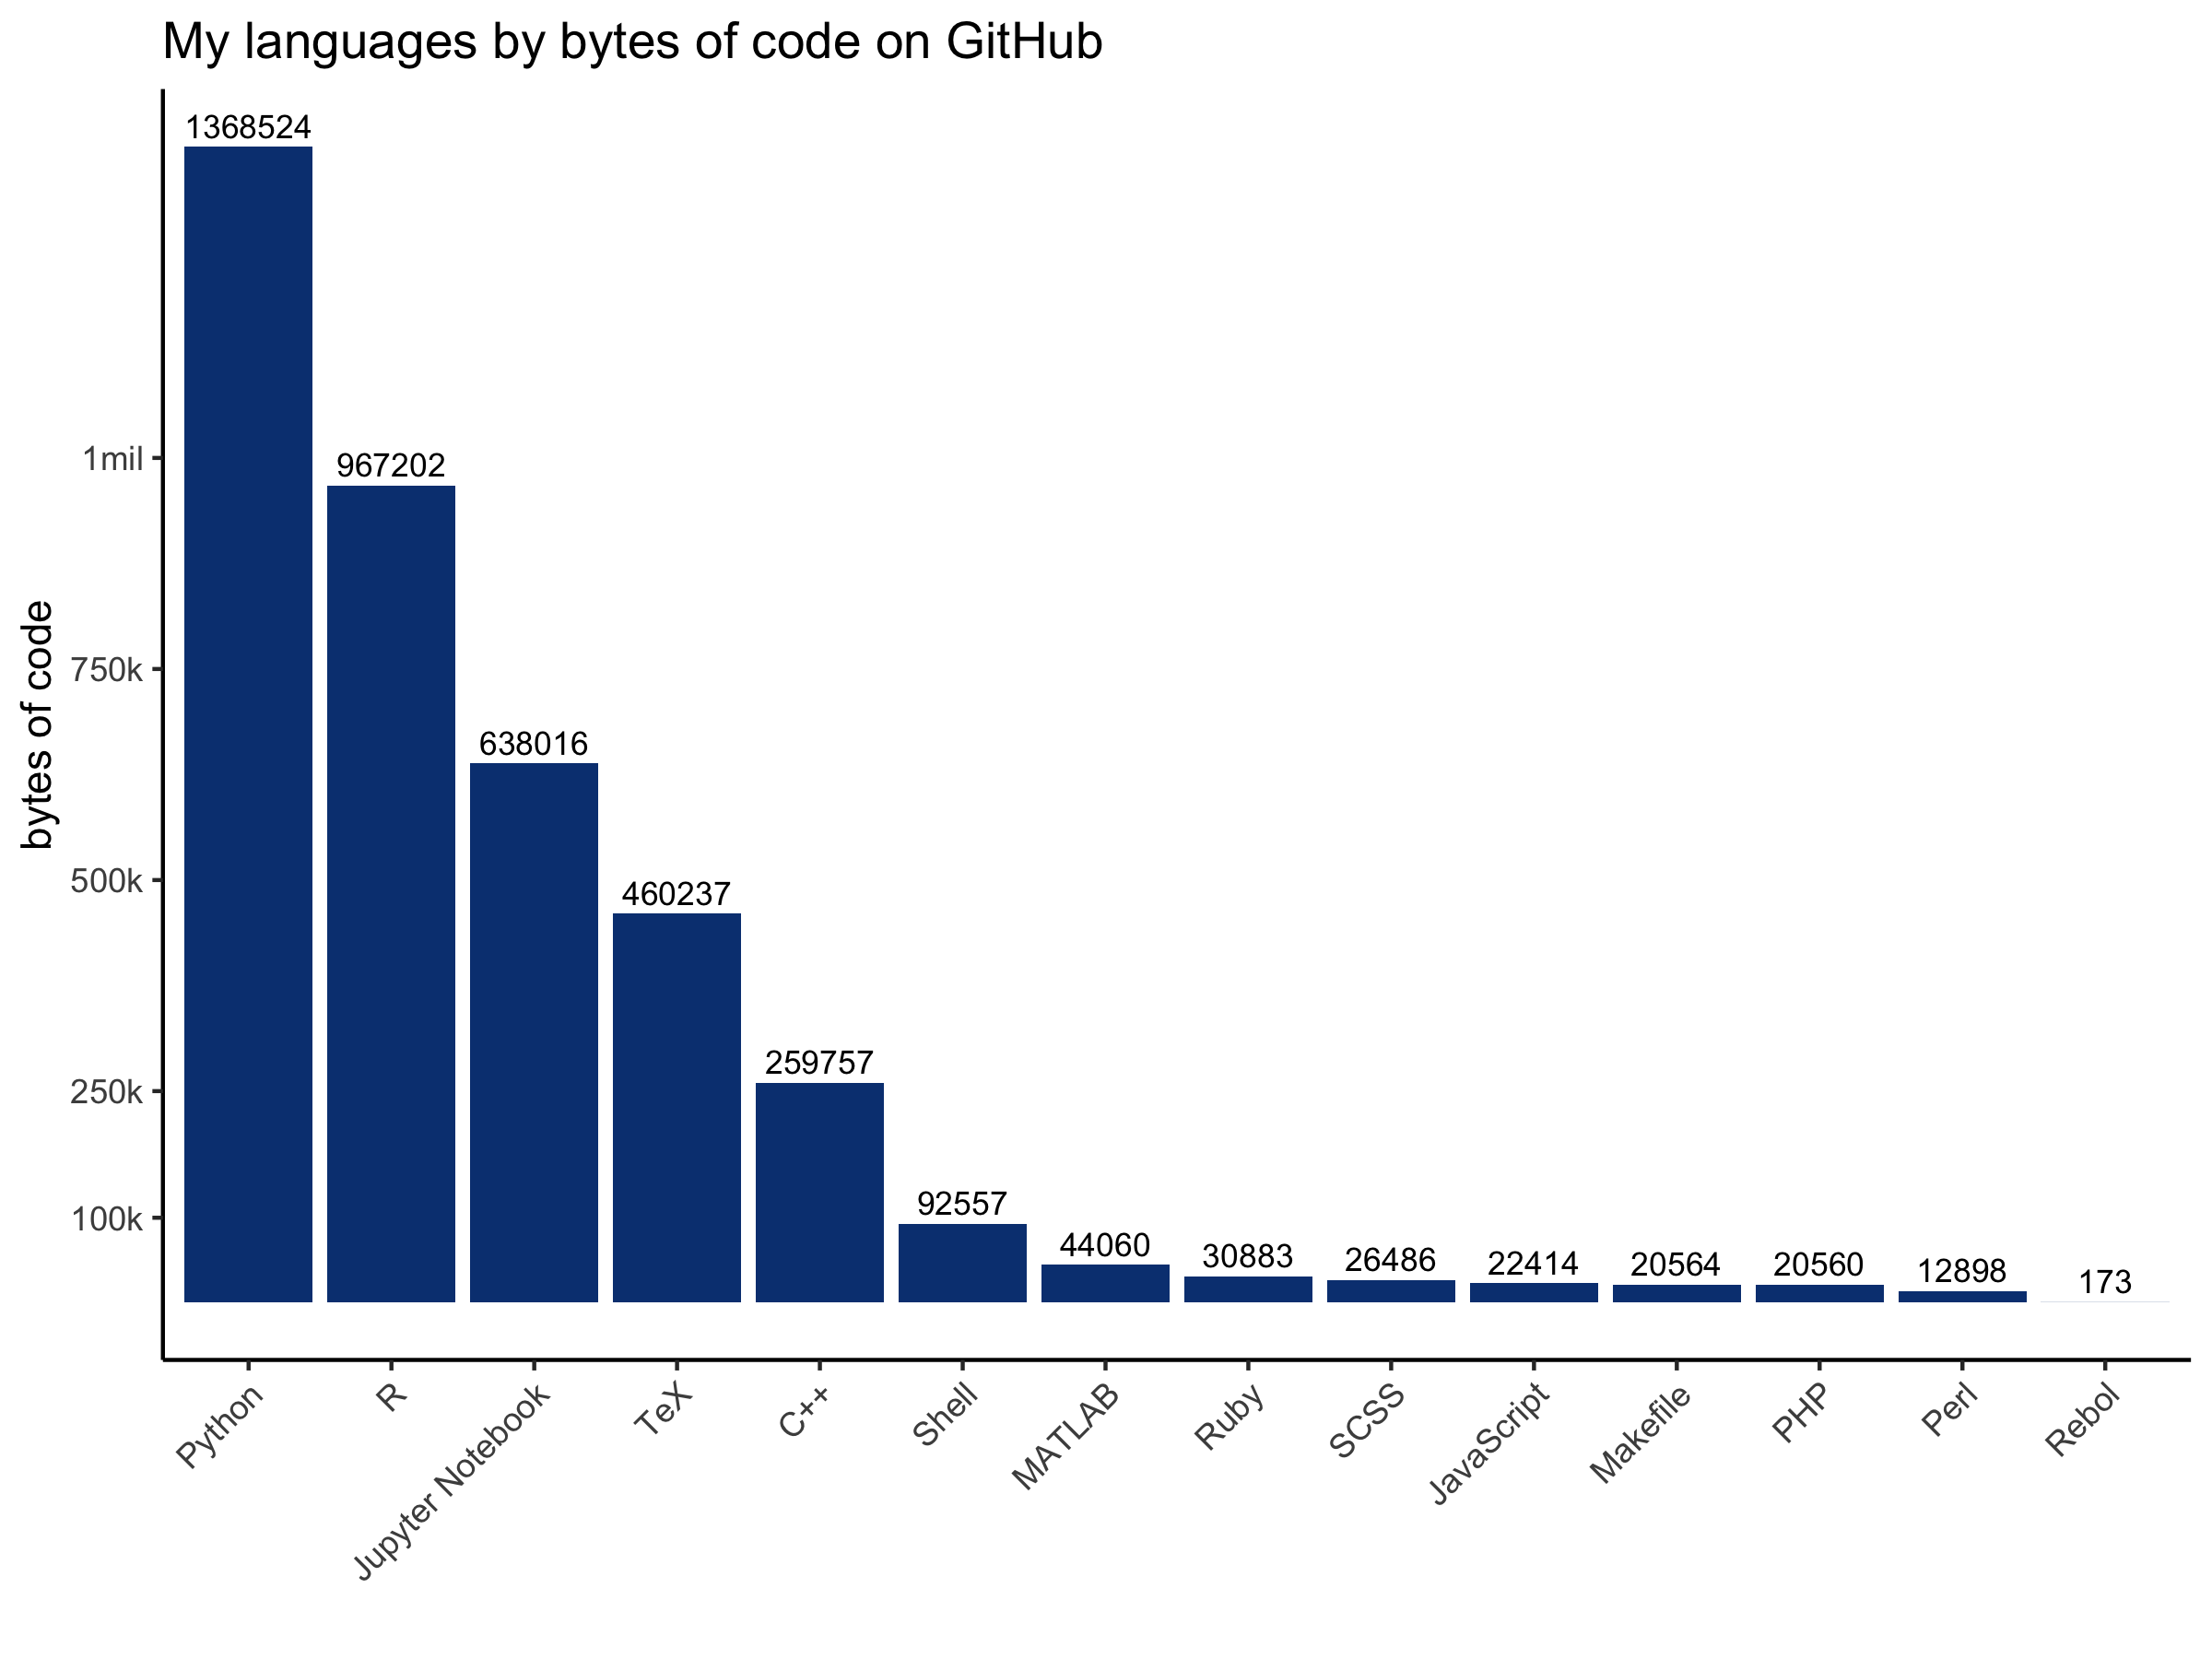 My languages by bytes of code on GitHub
bytes of code
1mil
750k
500k
250k
100k
1368524
967202
638016
460237
259757
92557
44060
30883
26486
22414
20564
20560
12898
173
Python
R
Jupyter Notebook
TeX
C++
Shell
MATLAB
Ruby
SCSS
JavaScript
Makefile
PHP
Perl
Rebol